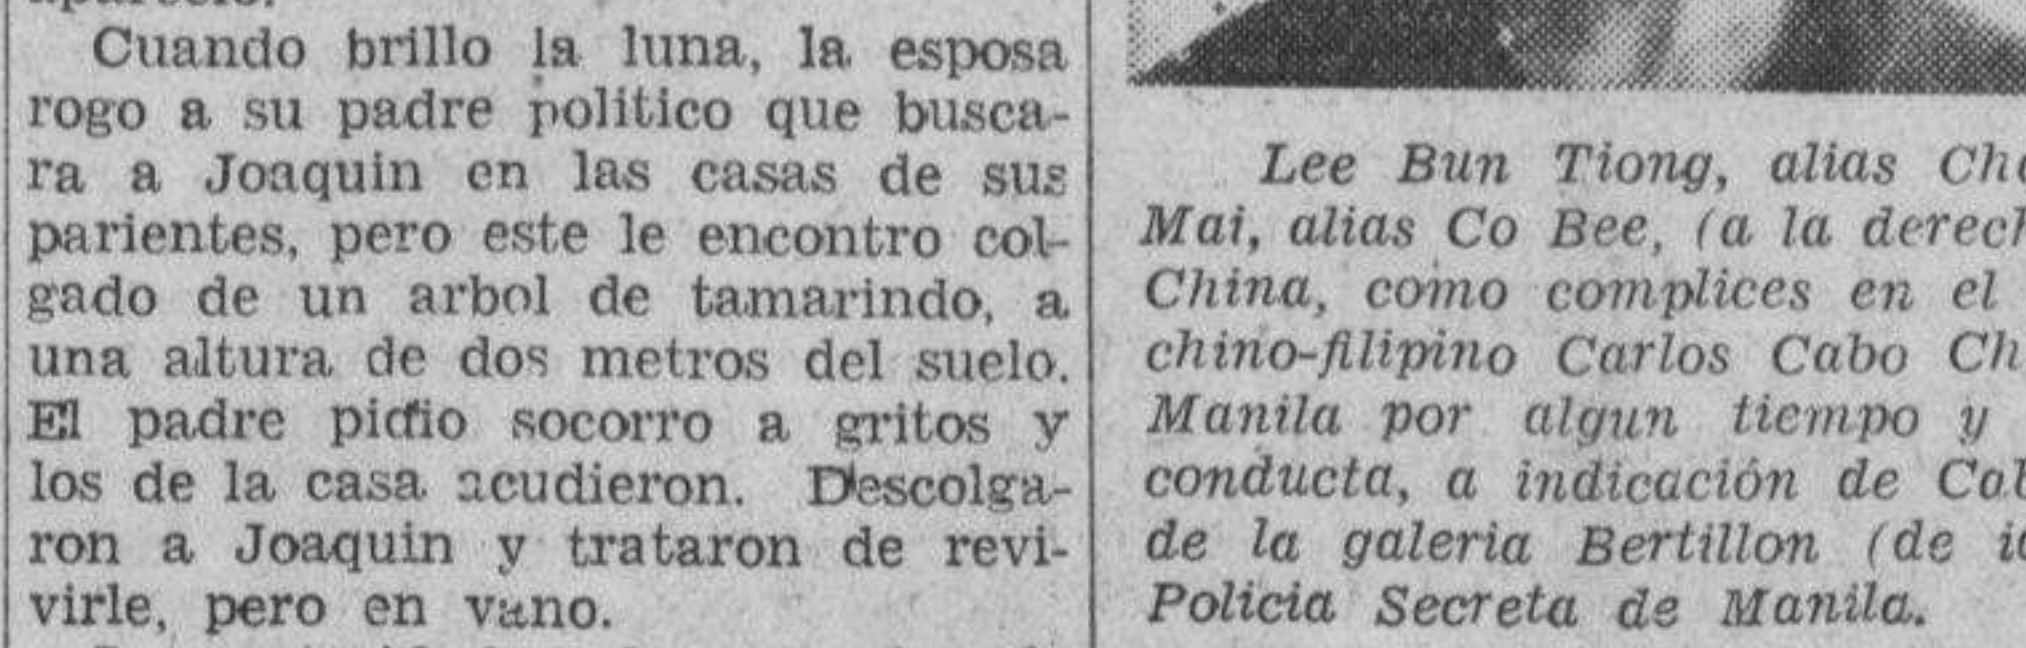 Cuando brillo la luna, la esposa
rogo a su padre politico que busca-
ra a Joaquin en las casas de sus
parientes, pero este le encontro col-
gado de un arbol de tamarindo, a
una altura de dos metros del suelo.
El padre pidio socorro a gritos y
los de la casa acudieron. Descolga-
ron a Joaquin y trataron de revi-
virle, pero en vano.
Lee Bun Tiong, alias
Mai, alias Co Bee, (a la
China, como complices en el
chino-filipino Carlos Cabo
Manila por algun tiempo y
conducta, a indicación de
de la galeria Bertillon (de
Policia Secreta de Manila.